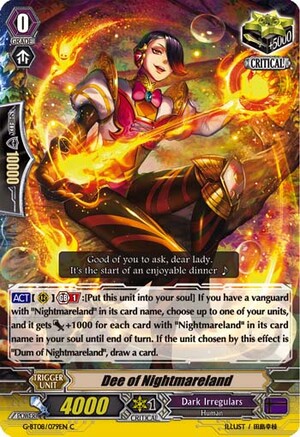 0
GRADE
+5000
CRITICAL
SHIELD
10000
Good of you to ask, dear lady.
It's the start of an enjoyable dinner ♪
ACT [R] [CB 1]:[Put this unit into your soul] If you have a vanguard
with "Nightmareland" in its card name, choose up to one of your units,
and it gets +1000 for each card with "Nightmareland" in its card
name in your soul until end of turn. If the unit chosen by this effect is
"Dum of Nightmareland", draw a card.
TRIGGER
UNIT
Dee of Nightmareland
POWER
4000
1
CRITICAL
Dark Irregulars
Human
G-BT08/079EN C
ILLUST / 田島幸枝